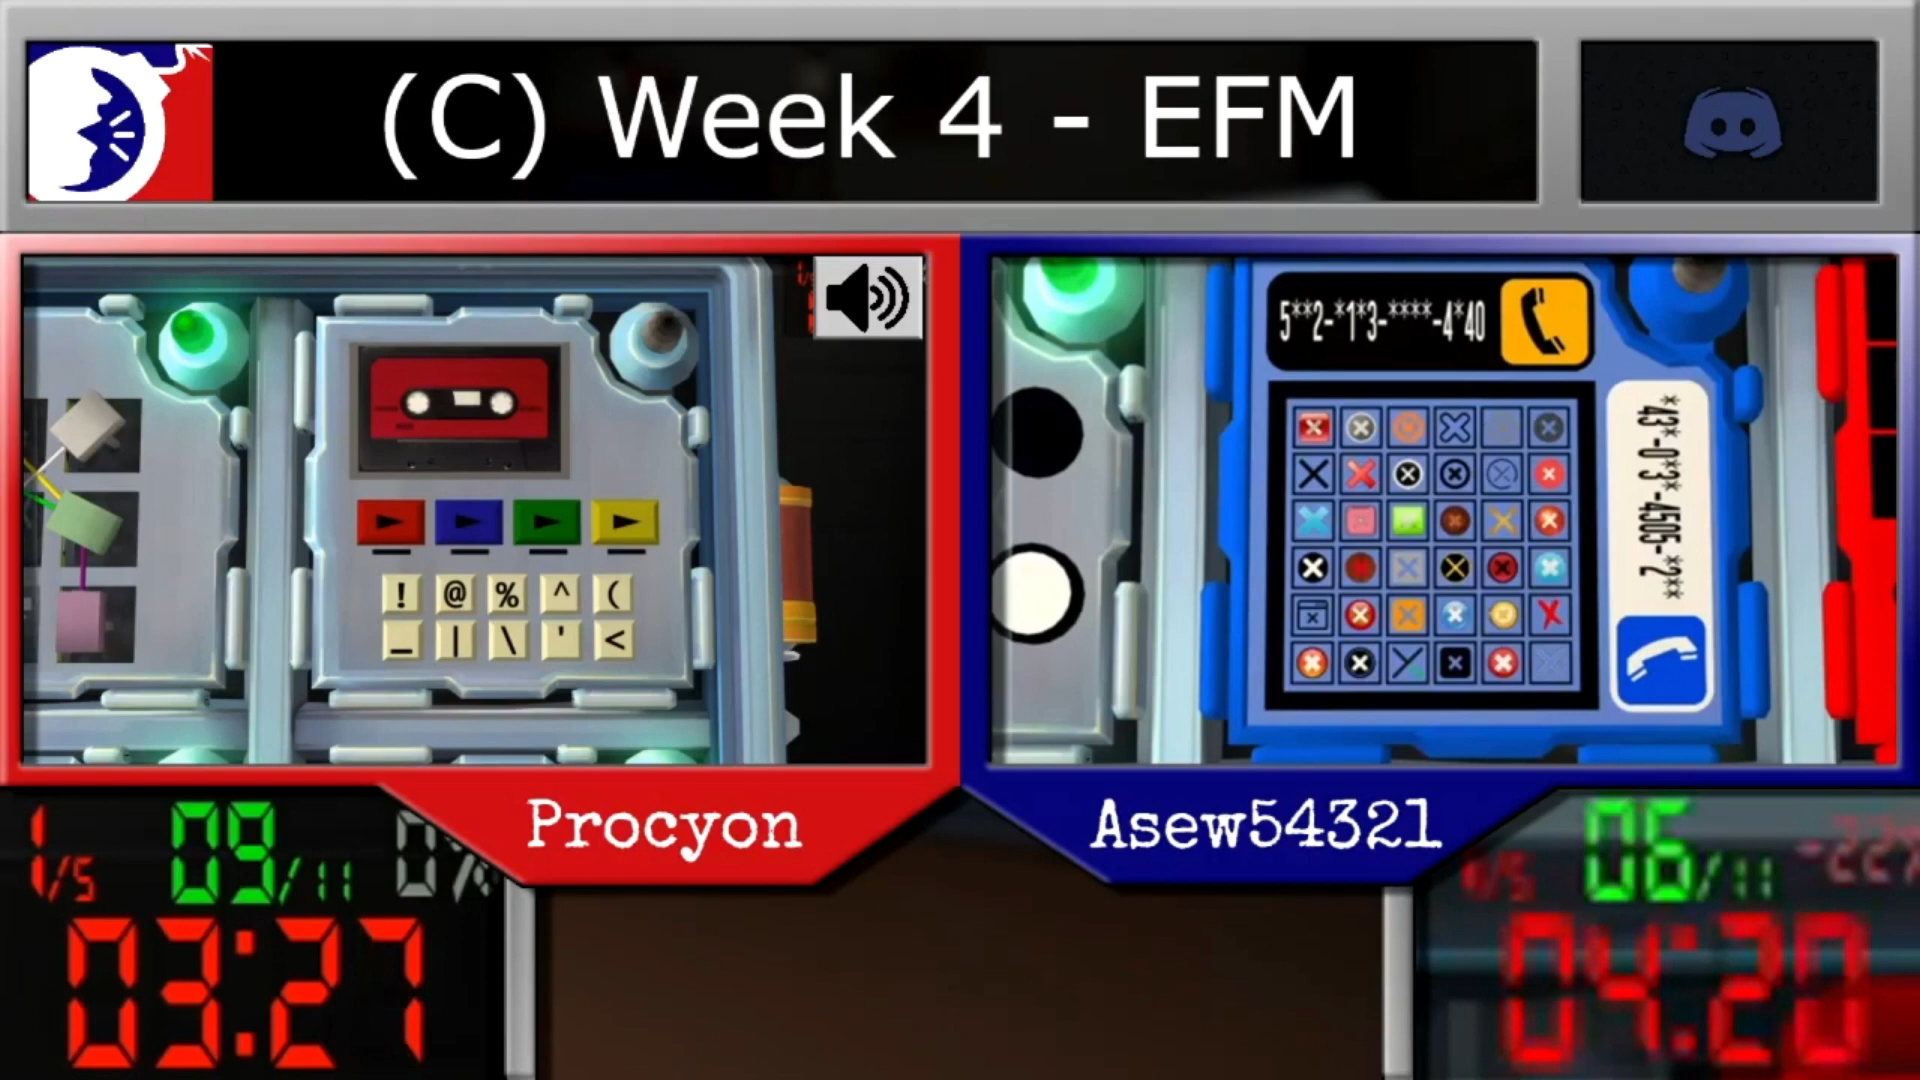 (C) Week 4 - EFM
5**2-*1*3-****-4*40
*43*-0*3*-4505-*2**
! @ % ^ (
_ | \ ' <
Procyon
Asew54321
1/5 09/11 0%
03:27
06/11
04:20